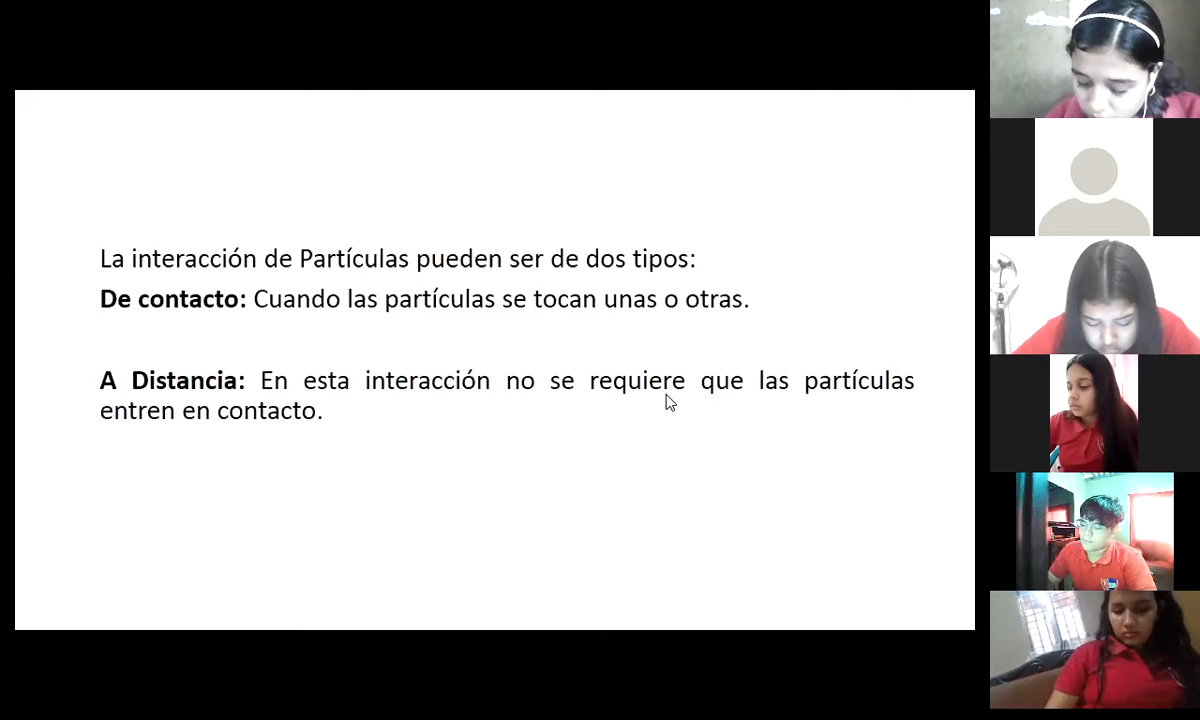 La interacción de Partículas pueden ser de dos tipos:
De contacto: Cuando las partículas se tocan unas o otras.
A Distancia: En esta interacción no se requiere que las partículas
entren en contacto.